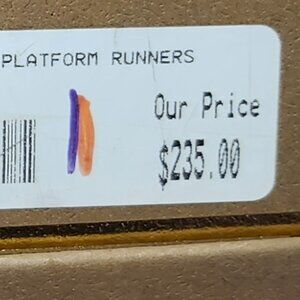 PLATFORM RUNNERS
Our Price
$235.00